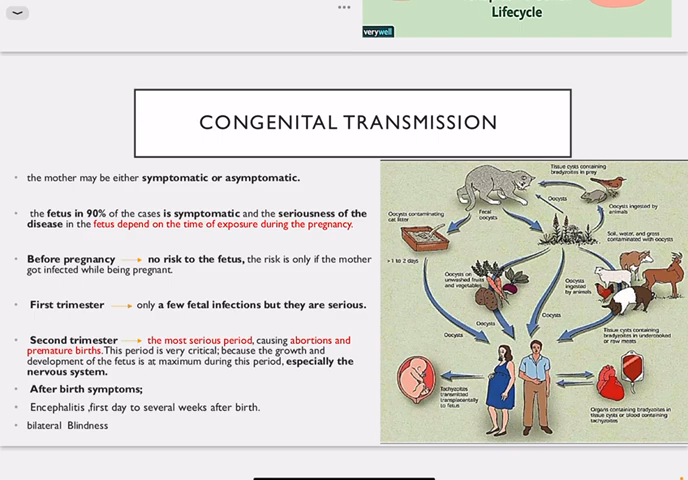 Lifecycle
verywell
CONGENITAL TRANSMISSION
• the mother may be either symptomatic or asymptomatic.
• the fetus in 90% of the cases is symptomatic and the seriousness of the
disease in the fetus depend on the time of exposure during the pregnancy.
• Before pregnancy → no risk to the fetus, the risk is only if the mother
got infected while being pregnant.
• First trimester → only a few fetal infections but they are serious.
• Second trimester → the most serious period, causing abortions and
premature births. This period is very critical; because the growth and
development of the fetus is at maximum during this period, especially the
nervous system.
• After birth symptoms;
• Encephalitis ,first day to several weeks after birth.
• bilateral Blindness
Tissue cysts containing
bradyzoites in prey
Oocysts
Oocysts ingested by
animals
Oocysts contaminating
cat litter
Fecal
oocysts
Soil, water, and grass
contaminated with oocysts
>1 to 2 days
Oocysts on
unwashed fruits
and vegetables
Oocysts
ingested
by animals
Oocysts
Oocysts
Oocysts
Tissue cysts containing
bradyzoites in undercooked
or raw meats
Tachyzoites
transmitted
transplacentally
to fetus
Organs containing bradyzoites in
tissue cysts or blood containing
tachyzoites